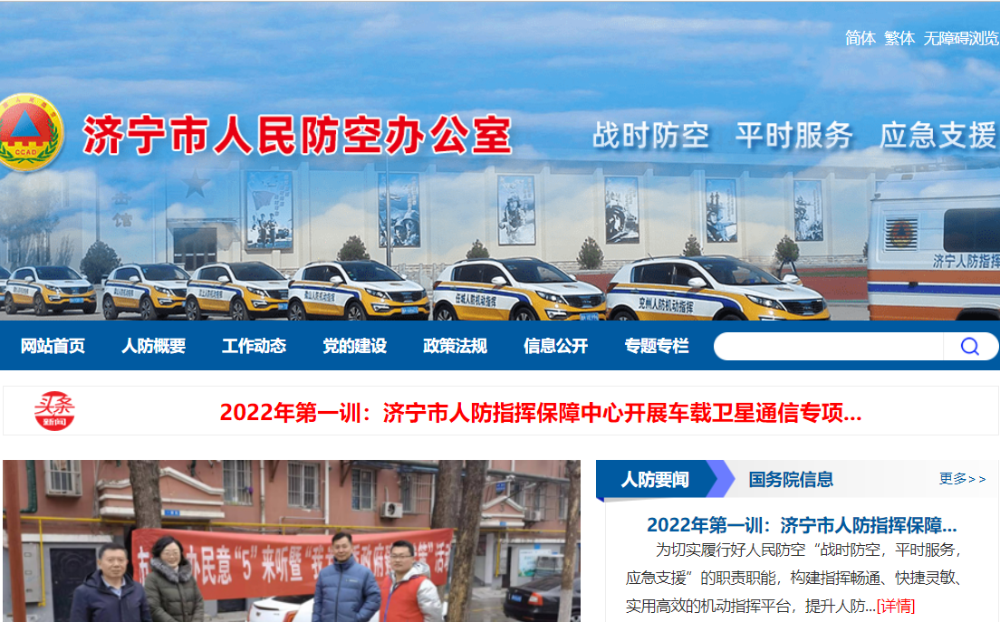 简体 繁体 无障碍浏览
CCAD
济宁市人民防空办公室
战时防空 平时服务 应急支援
济宁人防指挥
任城人防机动指挥
兖州人防机动指挥
网站首页 人防概要 工作动态 党的建设 政策法规 信息公开 专题专栏
头条
新闻
2022年第一训：济宁市人防指挥保障中心开展车载卫星通信专项...
人防要闻 国务院信息 更多>>
2022年第一训：济宁市人防指挥保障...
为切实履行好人民防空“战时防空，平时服务，
应急支援”的职责职能，构建指挥畅通、快捷灵敏、
实用高效的机动指挥平台，提升人防...[详情]
办民意“5”来听暨“我